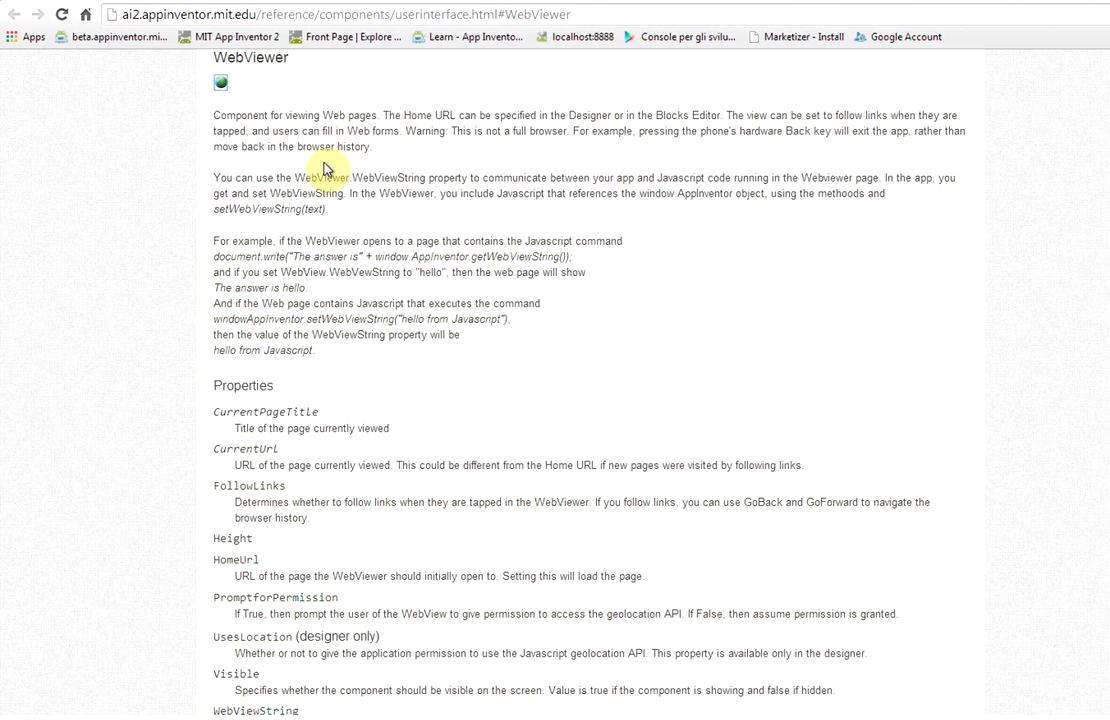 ai2.appinventor.mit.edu/reference/components/userinterface.html#WebViewer
Apps beta.appinventor.mi... MIT App Inventor 2 Front Page | Explore ... Learn - App Invento... localhost:8888 Console per gli svilu... Marketizer - Install Google Account
WebViewer
Component for viewing Web pages. The Home URL can be specified in the Designer or in the Blocks Editor. The view can be set to follow links when they are
tapped, and users can fill in Web forms. Warning: This is not a full browser. For example, pressing the phone's hardware Back key will exit the app, rather than
move back in the browser history.
You can use the WebViewer.WebViewString property to communicate between your app and Javascript code running in the Webviewer page. In the app, you
get and set WebViewString. In the WebViewer, you include Javascript that references the window.AppInventor object, using the methoods and
setWebViewString(text).
For example, if the WebViewer opens to a page that contains the Javascript command
document.write("The answer is" + window.AppInventor.getWebViewString());
and if you set WebView.WebVewString to "hello", then the web page will show
The answer is hello.
And if the Web page contains Javascript that executes the command
windowAppInventor.setWebViewString("hello from Javascript"),
then the value of the WebViewString property will be
hello from Javascript.
Properties
CurrentPageTitle
Title of the page currently viewed
CurrentUrl
URL of the page currently viewed. This could be different from the Home URL if new pages were visited by following links.
FollowLinks
Determines whether to follow links when they are tapped in the WebViewer. If you follow links, you can use GoBack and GoForward to navigate the
browser history.
Height
HomeUrl
URL of the page the WebViewer should initially open to. Setting this will load the page.
PromptforPermission
If True, then prompt the user of the WebView to give permission to access the geolocation API. If False, then assume permission is granted.
UsesLocation (designer only)
Whether or not to give the application permission to use the Javascript geolocation API. This property is available only in the designer.
Visible
Specifies whether the component should be visible on the screen. Value is true if the component is showing and false if hidden.
WebViewString